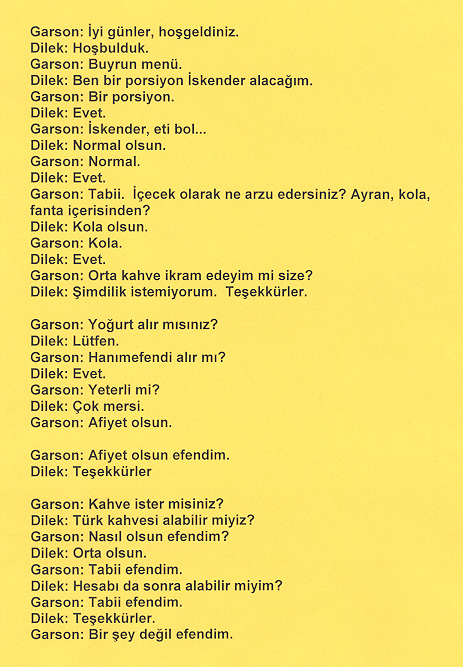 Garson: İyi günler, hoşgeldiniz.
Dilek: Hoşbulduk.
Garson: Buyrun menü.
Dilek: Ben bir porsiyon İskender alacağım.
Garson: Bir porsiyon.
Dilek: Evet.
Garson: İskender, eti bol...
Dilek: Normal olsun.
Garson: Normal.
Dilek: Evet.
Garson: Tabii.  İçecek olarak ne arzu edersiniz? Ayran, kola,
fanta içerisinden?
Dilek: Kola olsun.
Garson: Kola.
Dilek: Evet.
Garson: Orta kahve ikram edeyim mi size?
Dilek: Şimdilik istemiyorum.  Teşekkürler.

Garson: Yoğurt alır mısınız?
Dilek: Lütfen.
Garson: Hanımefendi alır mı?
Dilek: Evet.
Garson: Yeterli mi?
Dilek: Çok mersi.
Garson: Afiyet olsun.

Garson: Afiyet olsun efendim.
Dilek: Teşekkürler

Garson: Kahve ister misiniz?
Dilek: Türk kahvesi alabilir miyiz?
Garson: Nasıl olsun efendim?
Dilek: Orta olsun.
Garson: Tabii efendim.
Dilek: Hesabı da sonra alabilir miyim?
Garson: Tabii efendim.
Dilek: Teşekkürler.
Garson: Bir şey değil efendim.